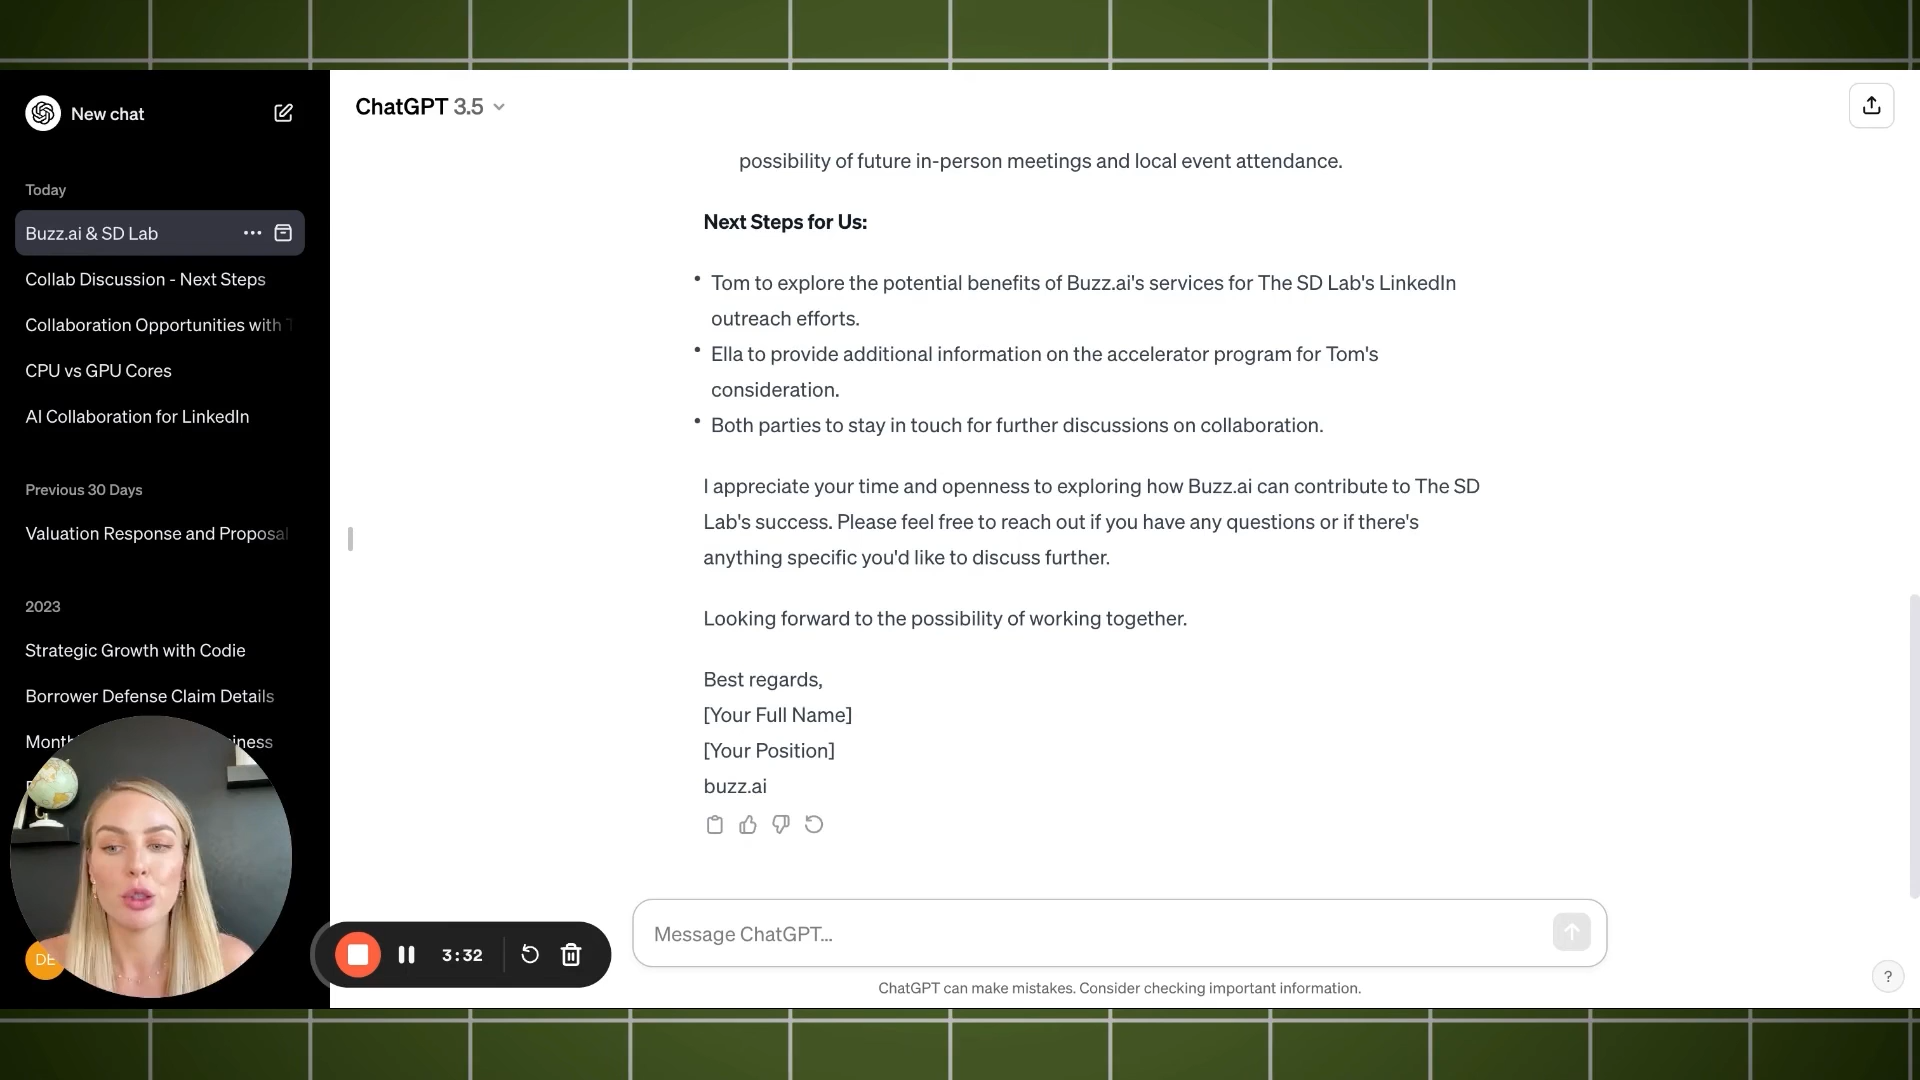 New chat
Today
Buzz.ai & SD Lab
Collab Discussion - Next Steps
Collaboration Opportunities with
CPU vs GPU Cores
AI Collaboration for LinkedIn
Previous 30 Days
Valuation Response and Proposal
2023
Strategic Growth with Codie
Borrower Defense Claim Details
DE
ChatGPT 3.5
possibility of future in-person meetings and local event attendance.
Next Steps for Us:
• Tom to explore the potential benefits of Buzz.ai's services for The SD Lab's LinkedIn
outreach efforts.
• Ella to provide additional information on the accelerator program for Tom's
consideration.
• Both parties to stay in touch for further discussions on collaboration.
I appreciate your time and openness to exploring how Buzz.ai can contribute to The SD
Lab's success. Please feel free to reach out if you have any questions or if there's
anything specific you'd like to discuss further.
Looking forward to the possibility of working together.
Best regards,
[Your Full Name]
[Your Position]
buzz.ai
3:32
Message ChatGPT...
ChatGPT can make mistakes. Consider checking important information.
?